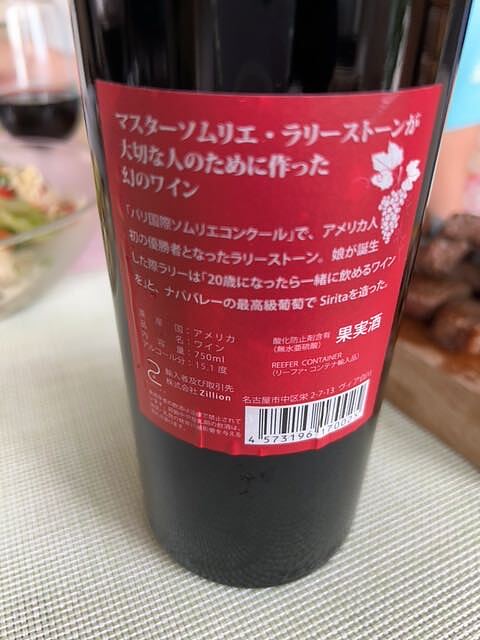 マスターソムリエ・ラリーストーンが
大切な人のために作った
幻のワイン
「パリ国際ソムリエコンクール」で、アメリカ人
初の優勝者となったラリーストーン。娘が誕生
した際ラリーは「20歳になったら一緒に飲めるワイン
を」と、ナパバレーの最高級葡萄で Siritaを造った。
原産国：アメリカ
品名：ワイン
内容量：750ml
アルコール分：15.1度
酸化防止剤含有
(無水亜硫酸)
果実酒
REEFER CONTAINER
(リーファ・コンテナ輸入品)
輸入者及び取引先
株式会社 Zillion
名古屋市中区栄 2-7-13 ヴィア
4 573196 1700